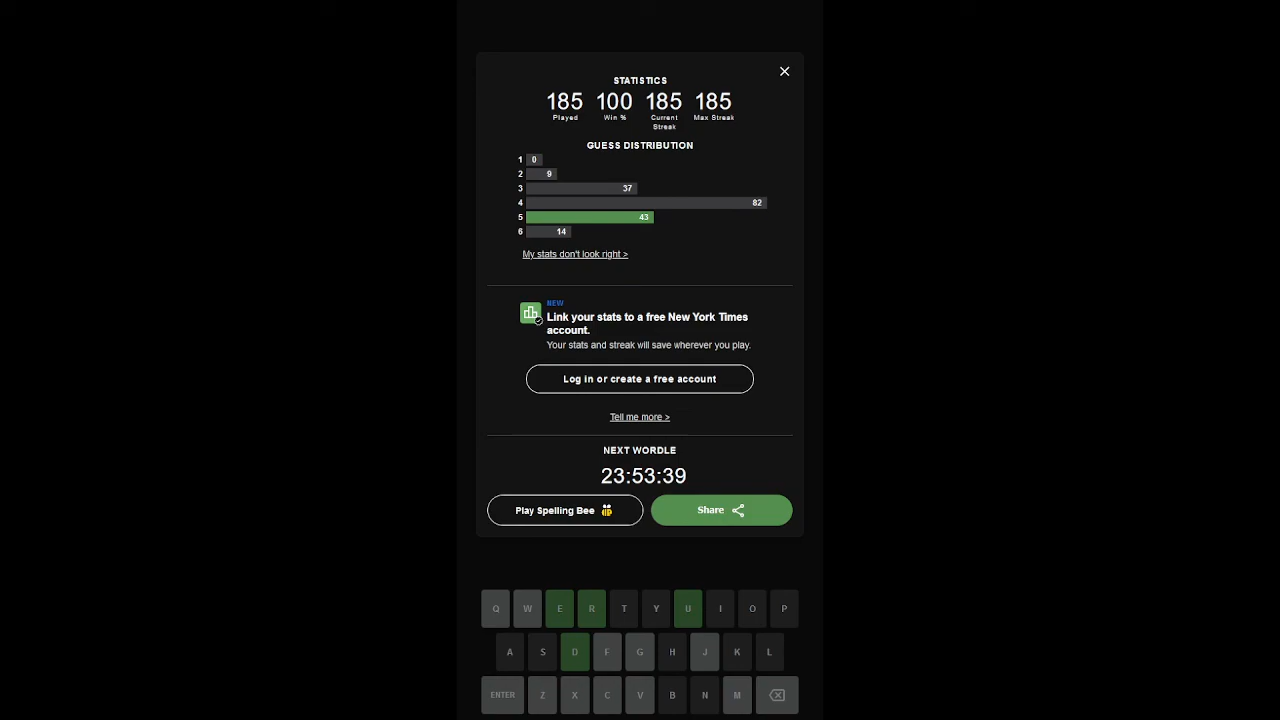 STATISTICS
185 100 185 185
Played Win % Current Streak Max Streak
GUESS DISTRIBUTION
1 0
2 9
3 37
4 82
5 43
6 14
My stats don't look right >
NEW
Link your stats to a free New York Times
account.
Your stats and streak will save wherever you play.
Log in or create a free account
Tell me more >
NEXT WORDLE
23:53:39
Play Spelling Bee
Share
Q W E R T Y U I O P
A S D F G H J K L
ENTER Z X C V B N M